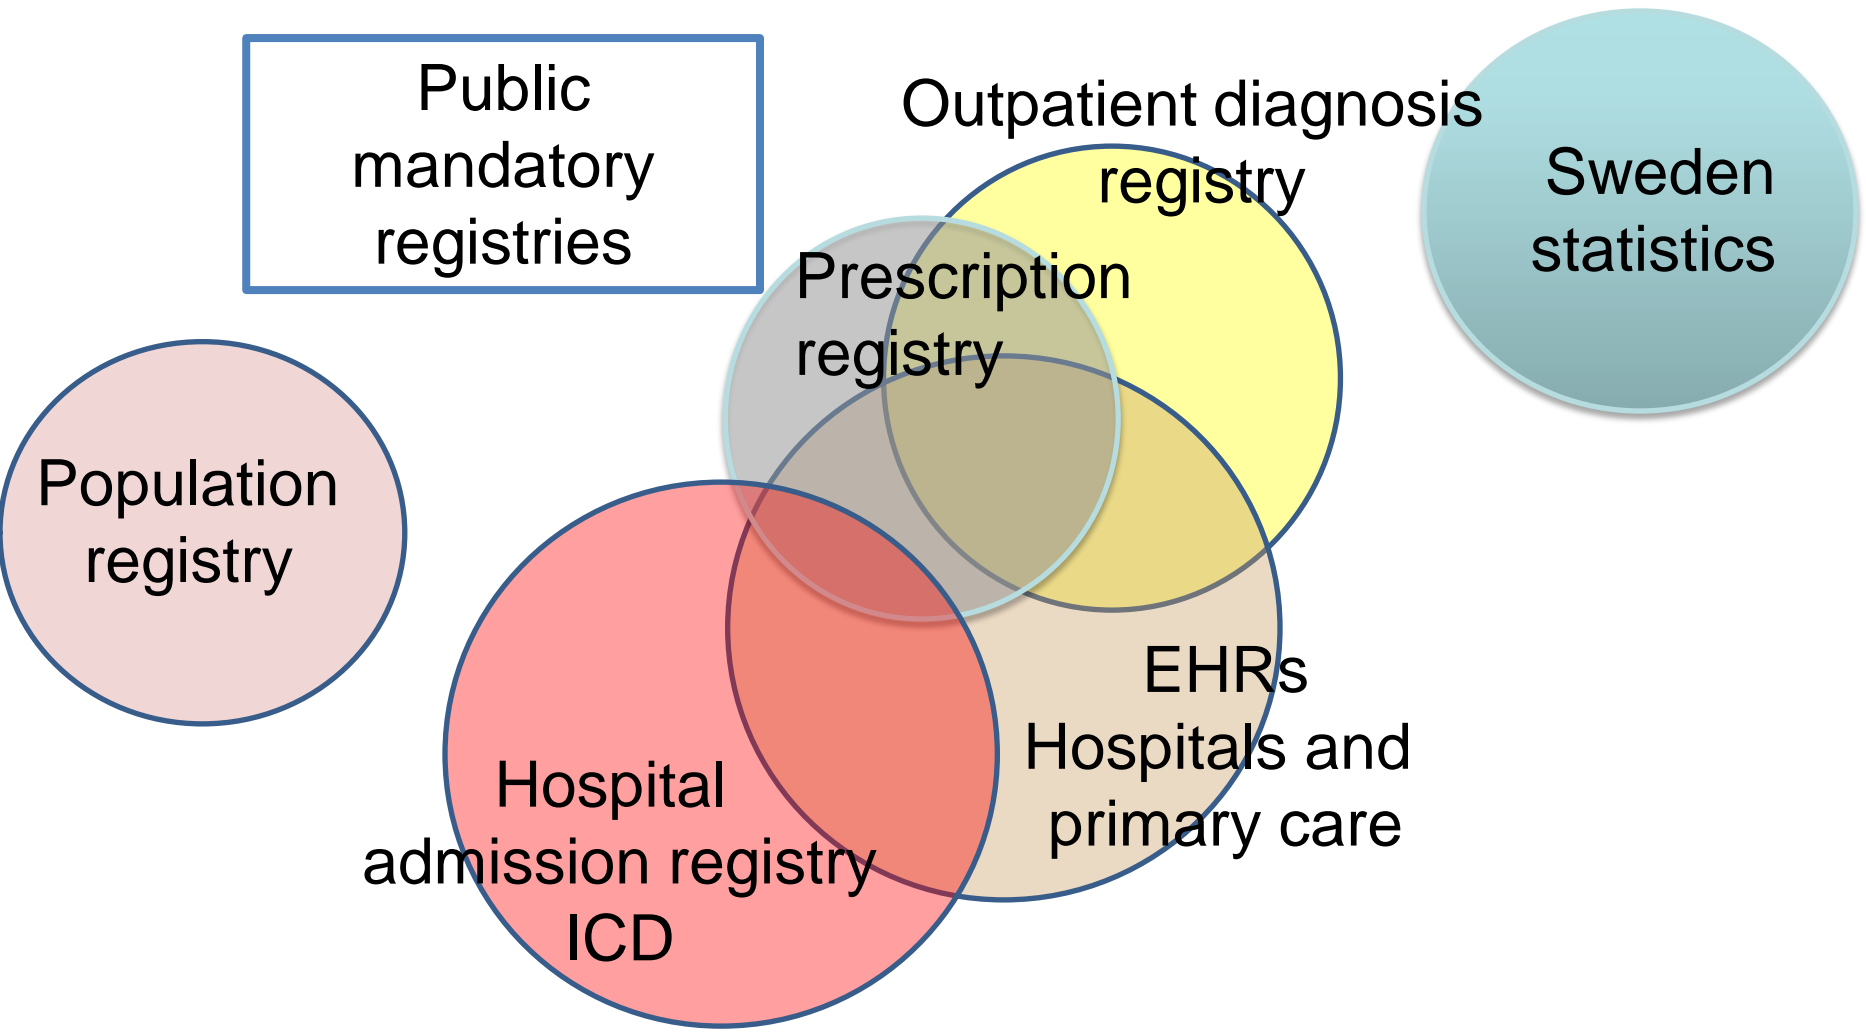 Public
mandatory
registries
Outpatient diagnosis
registry
Sweden
statistics
Prescription
registry
Population
registry
EHRs
Hospitals and
primary care
Hospital
admission registry
ICD